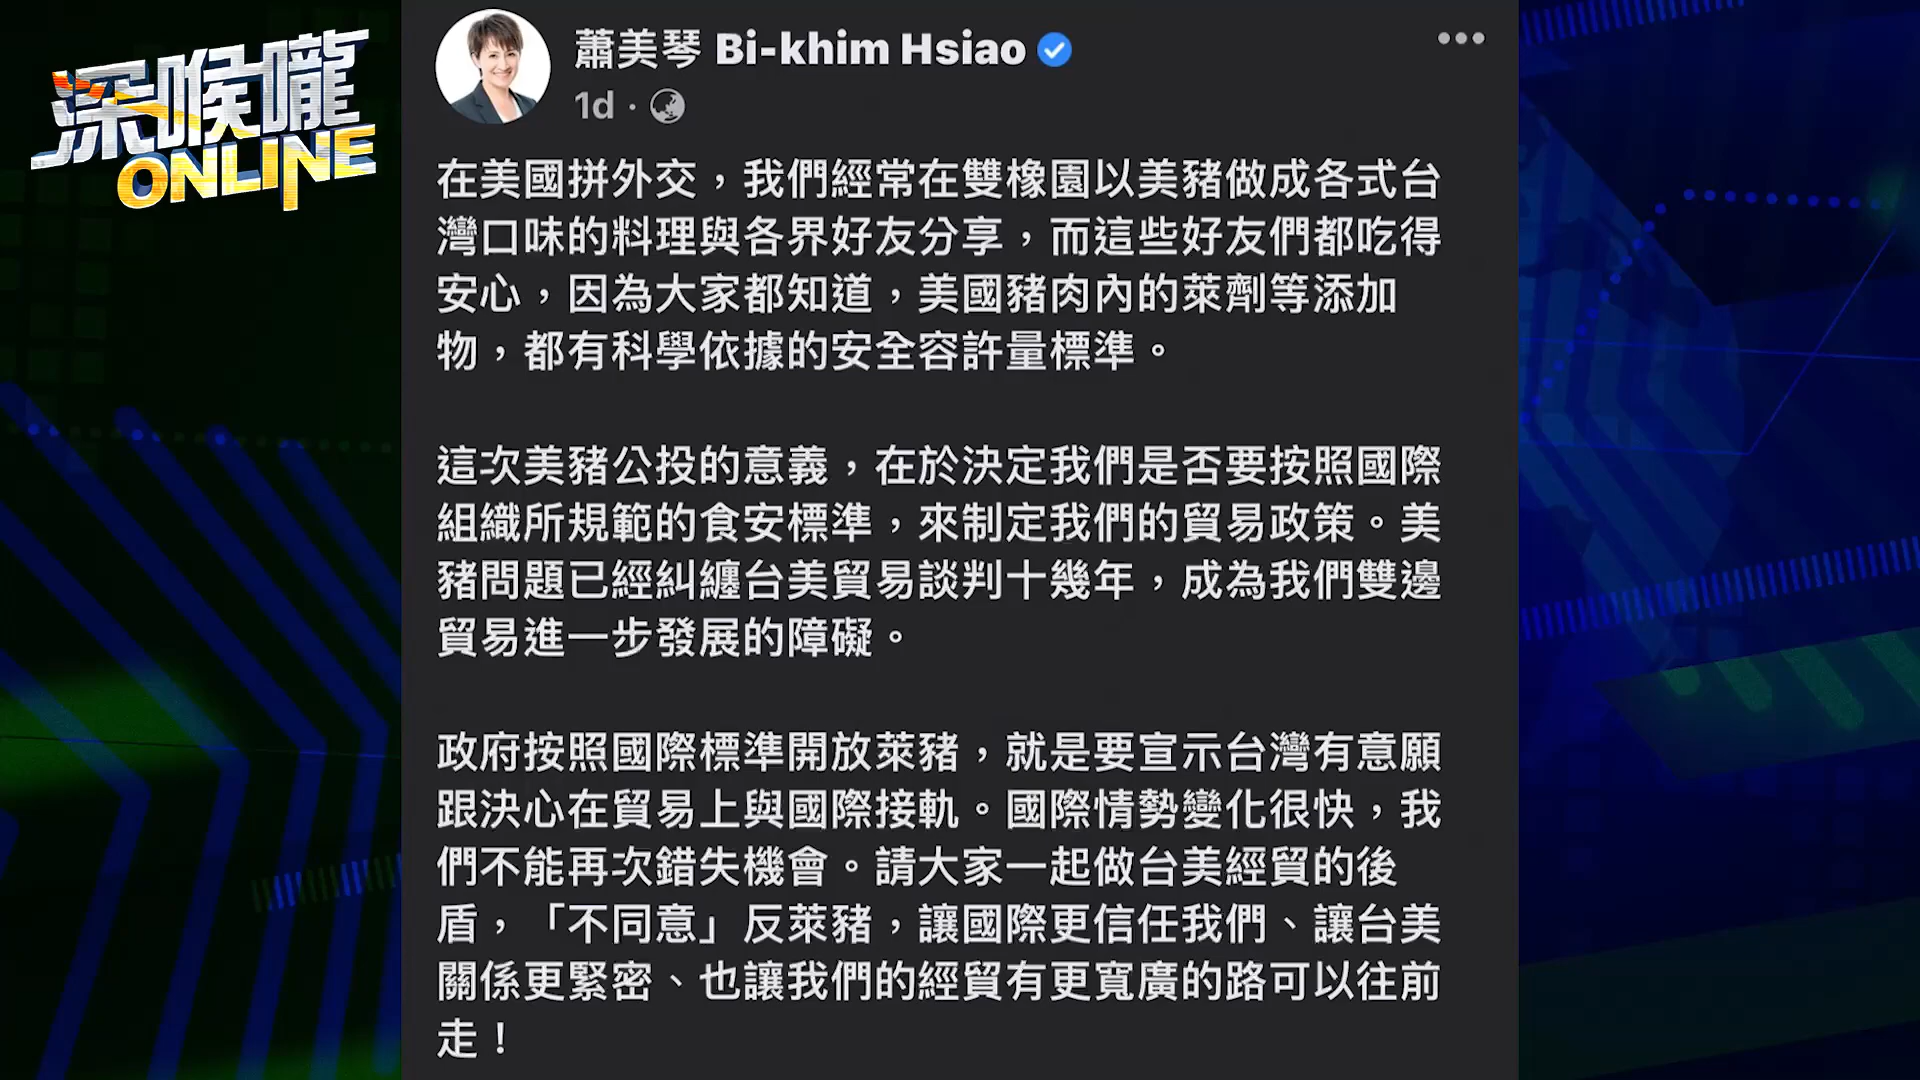 深喉嚨
ONLINE
蕭美琴 Bi-khim Hsiao
1d ·
在美國拼外交，我們經常在雙橡園以美豬做成各式台
灣口味的料理與各界好友分享，而這些好友們都吃得
安心，因為大家都知道，美國豬肉內的萊劑等添加
物，都有科學依據的安全容許量標準。
這次美豬公投的意義，在於決定我們是否要按照國際
組織所規範的食安標準，來制定我們的貿易政策。美
豬問題已經糾纏台美貿易談判十幾年，成為我們雙邊
貿易進一步發展的障礙。
政府按照國際標準開放萊豬，就是要宣示台灣有意願
跟決心在貿易上與國際接軌。國際情勢變化很快，我
們不能再次錯失機會。請大家一起做台美經貿的後
盾，「不同意」反萊豬，讓國際更信任我們、讓台美
關係更緊密、也讓我們的經貿有更寬廣的路可以往前
走！